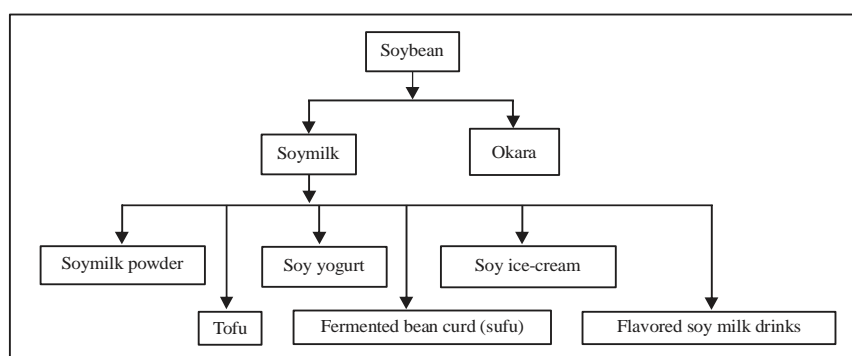 Soybean
Soymilk
Okara
Soymilk powder
Soy yogurt
Soy ice-cream
Tofu
Fermented bean curd (sufu)
Flavored soy milk drinks